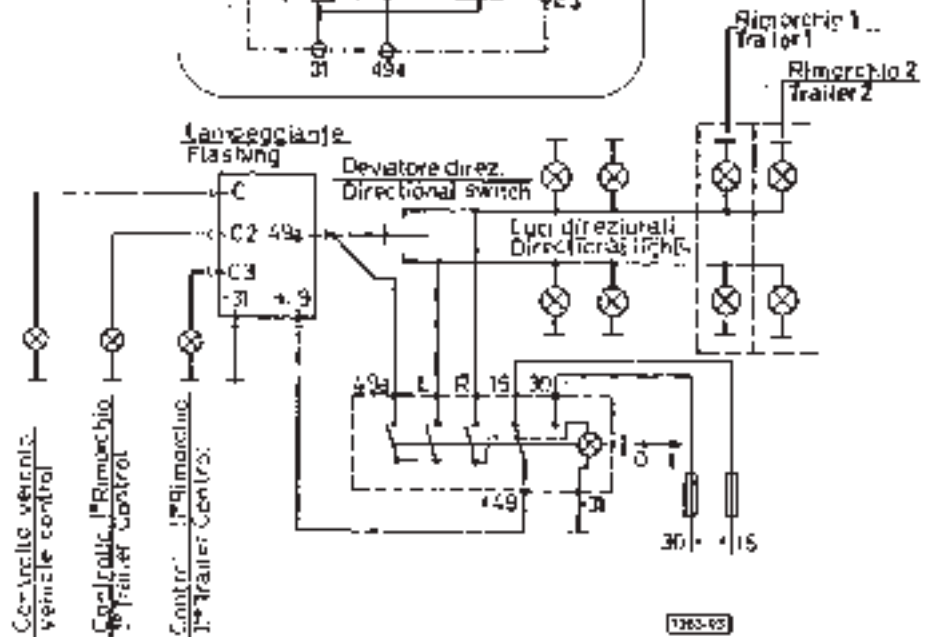 31 49a
Rimorchio 1
Trailer 1
Rimorchio 2
Trailer 2
Lampeggiante
Flashing
Deviatore direz.
Directional switch
C
C2 49a
C3
-31
Luci direzionali
Directional lights
49a L R 15 30
0 1
+49 -31
30 + 15
Controllo veicolo
vehicle control
Controllo I°Rimorchio
I° Trailer Control
II°Rimorchio
II°Trailer Control